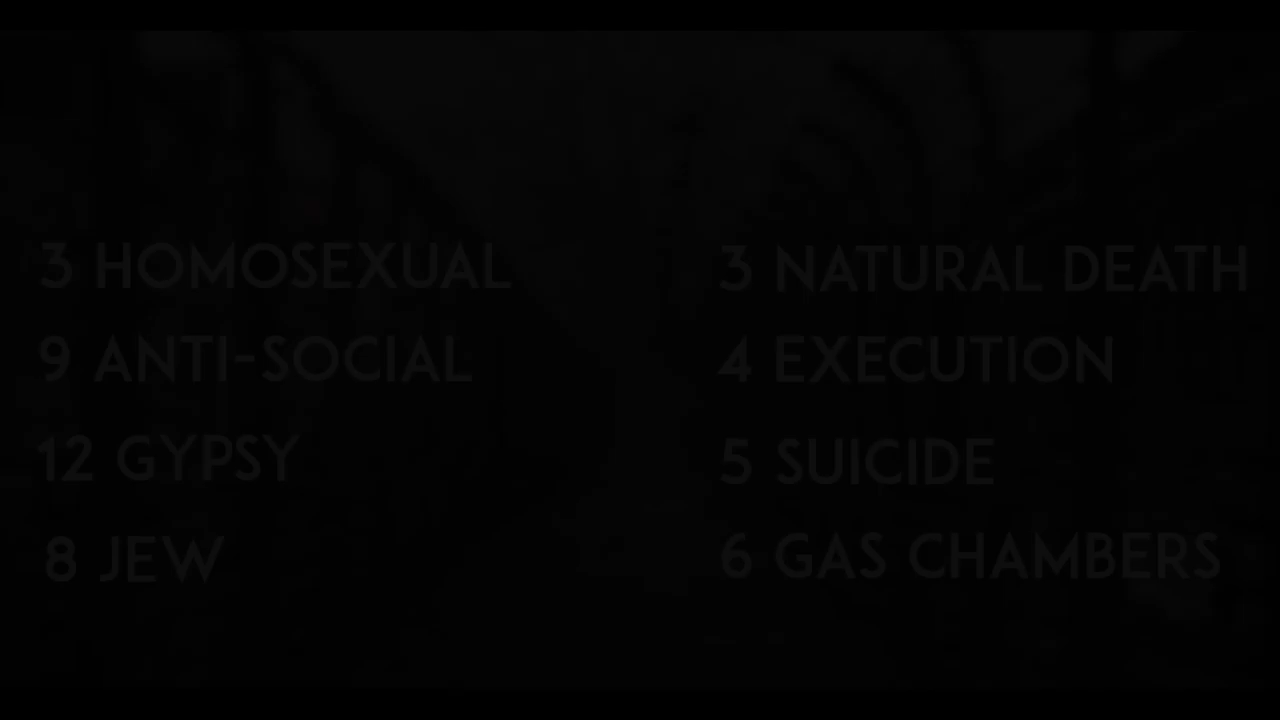 3 HOMOSEXUAL
9 ANTI-SOCIAL
12 GYPSY
8 JEW
3 NATURAL DEATH
4 EXECUTION
5 SUICIDE
6 GAS CHAMBERS